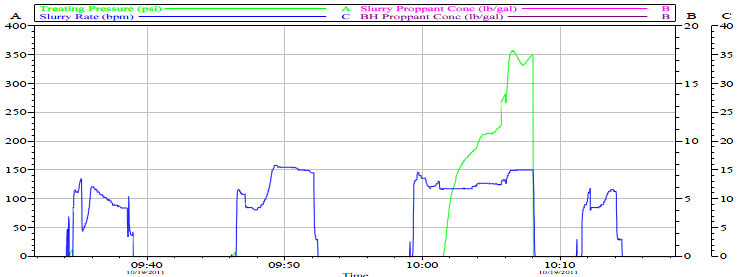 Treating Pressure (psi) A Slurry Proppant Conc (lb/gal) B
Slurry Rate (bpm) C BH Proppant Conc (lb/gal) B
A B C
400 20 40
350 35
300 15 30
250 25
200 10 20
150 15
100 5 10
50 5
0 0 0
09:40 09:50 10:00 10:10
10/19/2011 10/19/2011
Time